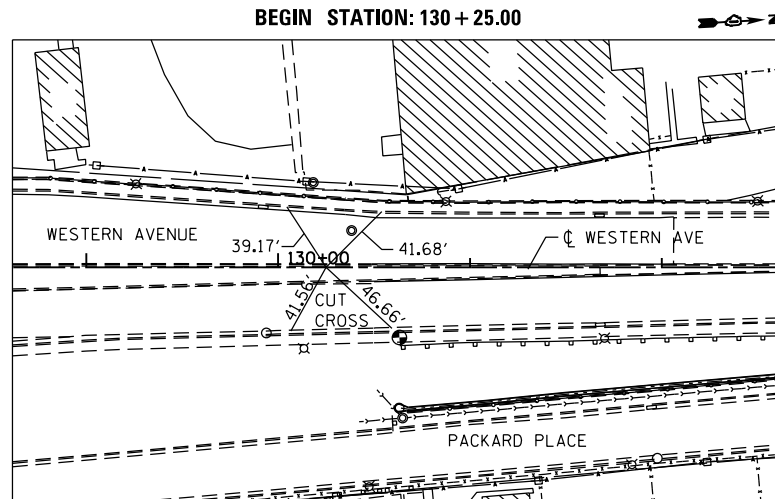 BEGIN STATION: 130+25.00
Z
WESTERN AVENUE
39.17'
41.68'
℄ WESTERN AVE
130+00
41.56'
46.66'
CUT
CROSS
PACKARD PLACE